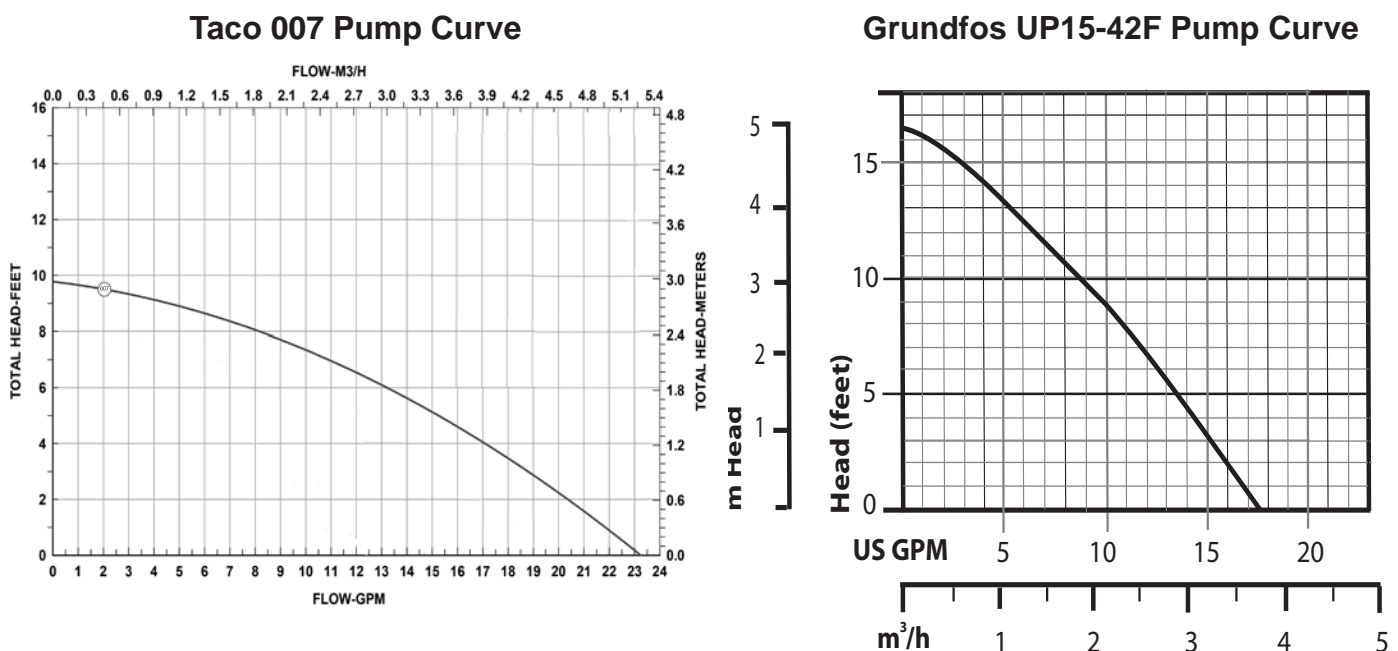 Taco 007 Pump Curve
FLOW-M3/H
0.0 0.3 0.6 0.9 1.2 1.5 1.8 2.1 2.4 2.7 3.0 3.3 3.6 3.9 4.2 4.5 4.8 5.1 5.4
TOTAL HEAD-FEET
16
14
12
10
8
6
4
2
0
007
4.8
4.2
3.6
3.0
2.4
1.8
1.2
0.6
0.0
TOTAL HEAD-METERS
0 1 2 3 4 5 6 7 8 9 10 11 12 13 14 15 16 17 18 19 20 21 22 23 24
FLOW-GPM
Grundfos UP15-42F Pump Curve
5
4
3
2
1
m Head
15
10
5
0
Head (feet)
US GPM 5 10 15 20
m³/h 1 2 3 4 5